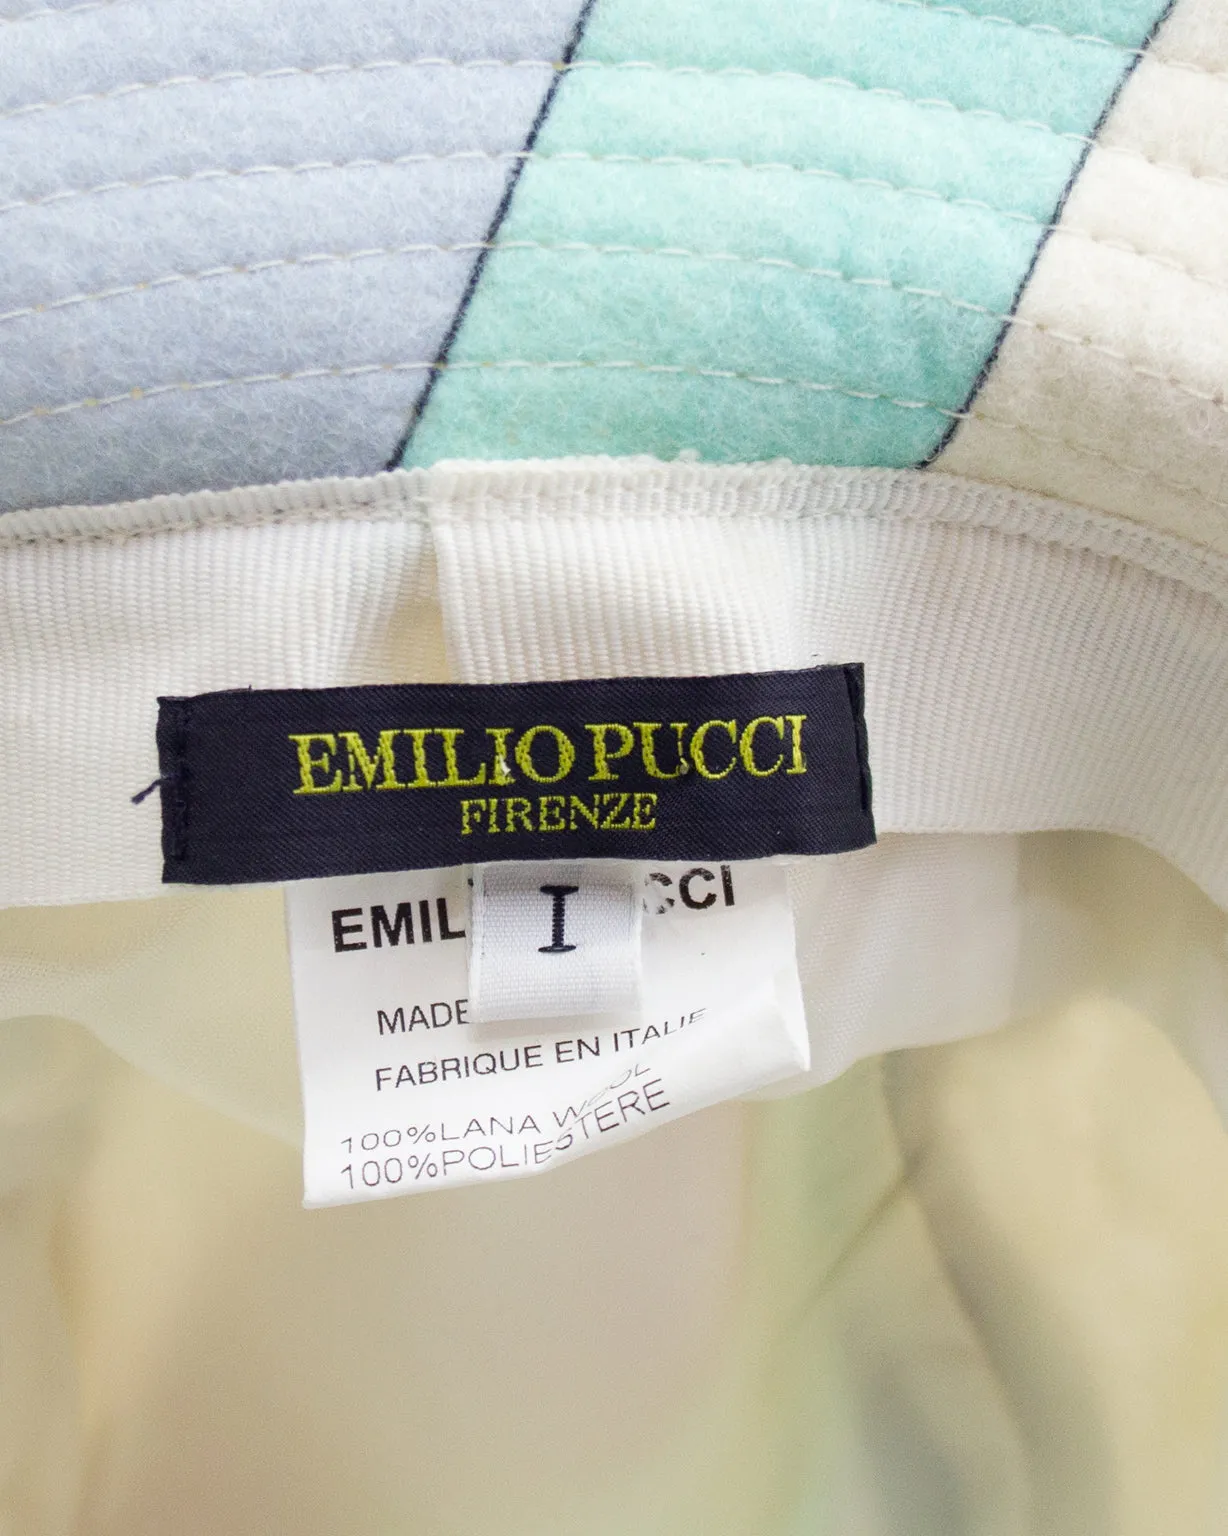 EMILIO PUCCI
FIRENZE
I
EMIL CCI
MADE
FABRIQUE EN ITALIE
100%LANA WOOL
100%POLIESTERE